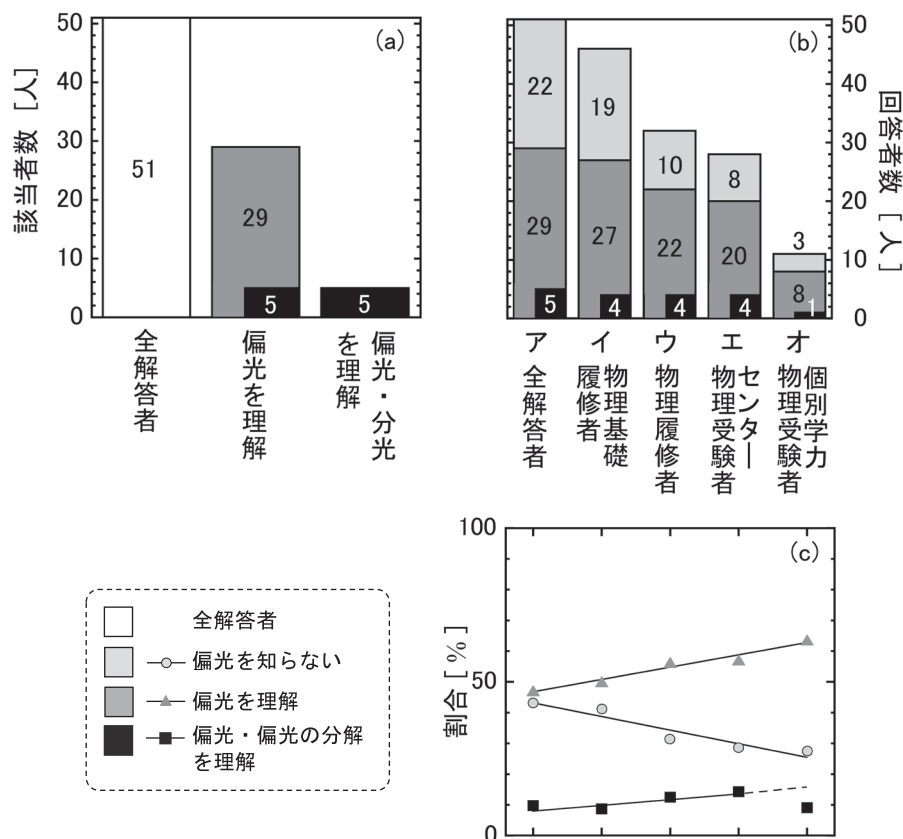 (a)
該当者数 [人]
50
40
30
20
10
0
51
29
5
5
全解答者
偏光を理解
偏光・分光
を理解
(b)
回答者数 [人]
50
40
30
20
10
0
22
29
5
19
27
4
10
22
4
8
20
4
3
8
1
ア
イ
ウ
エ
オ
全解答者
物理基礎
履修者
物理履修者
センター
物理受験者
個別学力
物理受験者
(c)
割合 [%]
100
50
0
全解答者
偏光を知らない
偏光を理解
偏光・偏光の分解
を理解